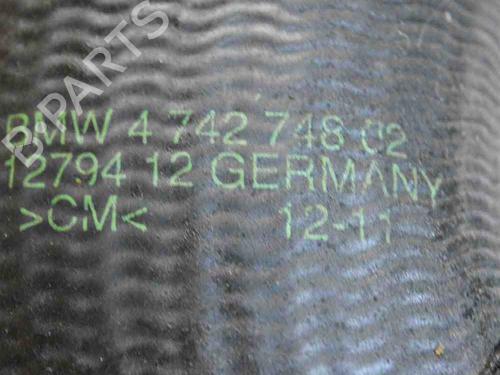 B-PARTS
BMW 4 742 748 02
12794 12 GERMANY
>CM< 12-11